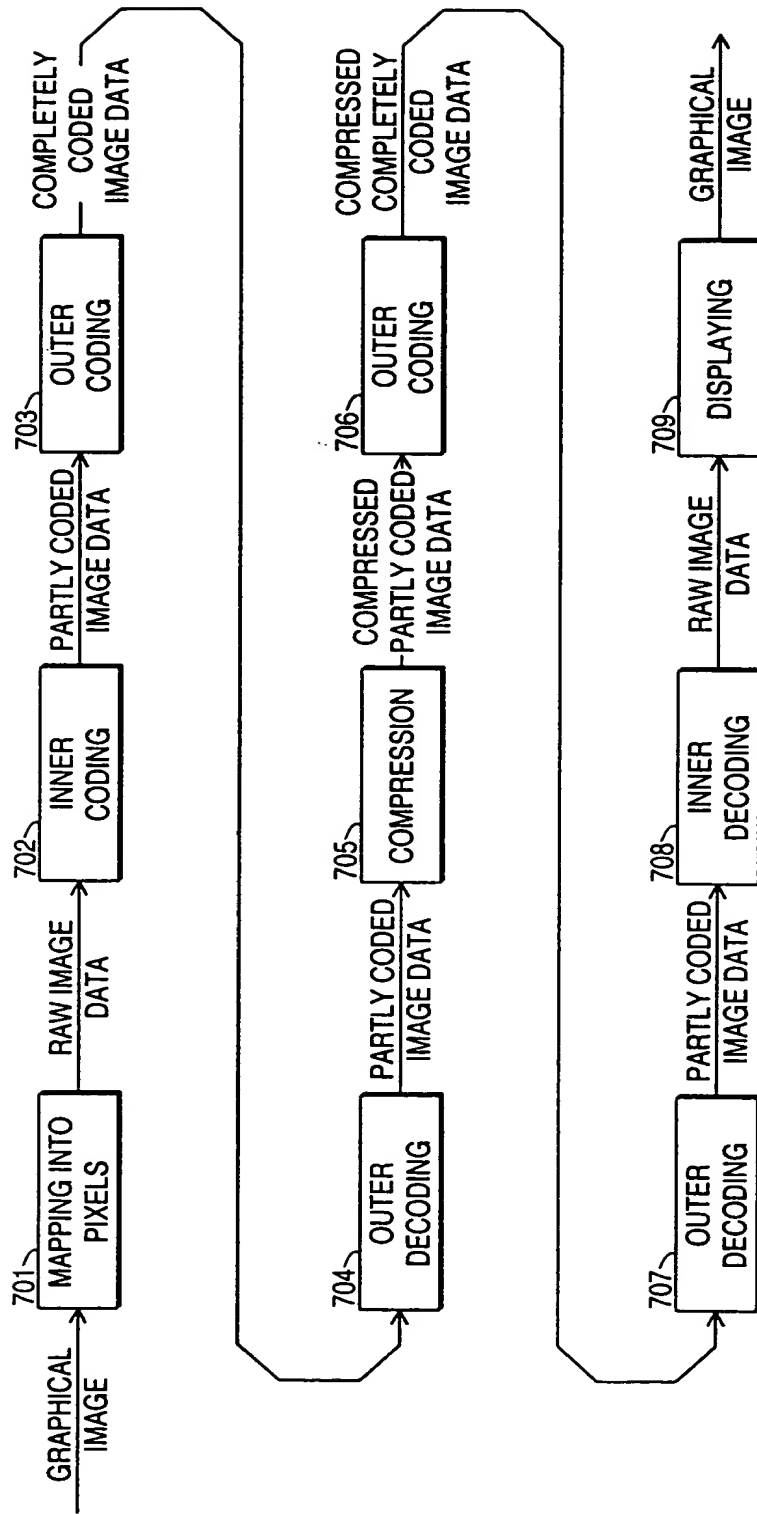 GRAPHICAL
IMAGE
701
MAPPING INTO
PIXELS
RAW IMAGE
DATA
702
INNER
CODING
PARTLY CODED
IMAGE DATA
703
OUTER
CODING
COMPLETELY
CODED
IMAGE DATA
704
OUTER
DECODING
PARTLY CODED
IMAGE DATA
705
COMPRESSION
COMPRESSED
PARTLY CODED
IMAGE DATA
706
OUTER
CODING
COMPRESSED
COMPLETELY
CODED
IMAGE DATA
707
OUTER
DECODING
PARTLY CODED
IMAGE DATA
708
INNER
DECODING
RAW IMAGE
DATA
709
DISPLAYING
GRAPHICAL
IMAGE